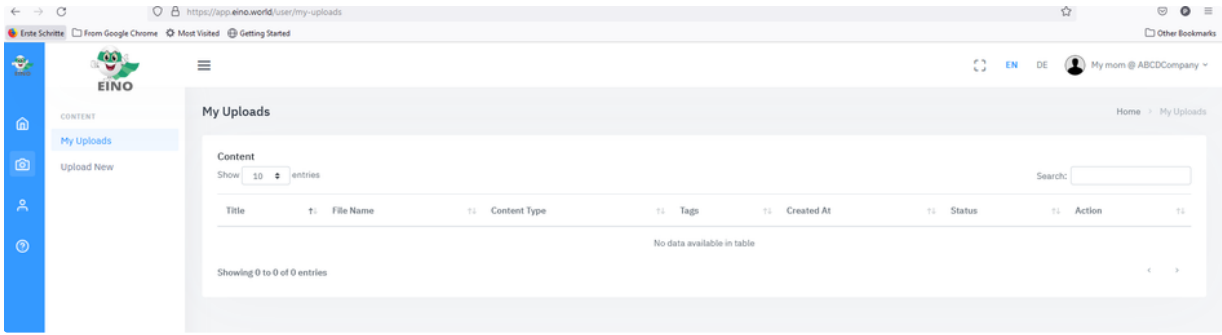 https://app.eino.world/user/my-uploads
Erste Schritte From Google Chrome Most Visited Getting Started Other Bookmarks
EINO
EN DE My mom @ ABCDCompany
CONTENT
My Uploads
Upload New
My Uploads
Home > My Uploads
Content
Show 10 entries
Search:
Title File Name Content Type Tags Created At Status Action
No data available in table
Showing 0 to 0 of 0 entries